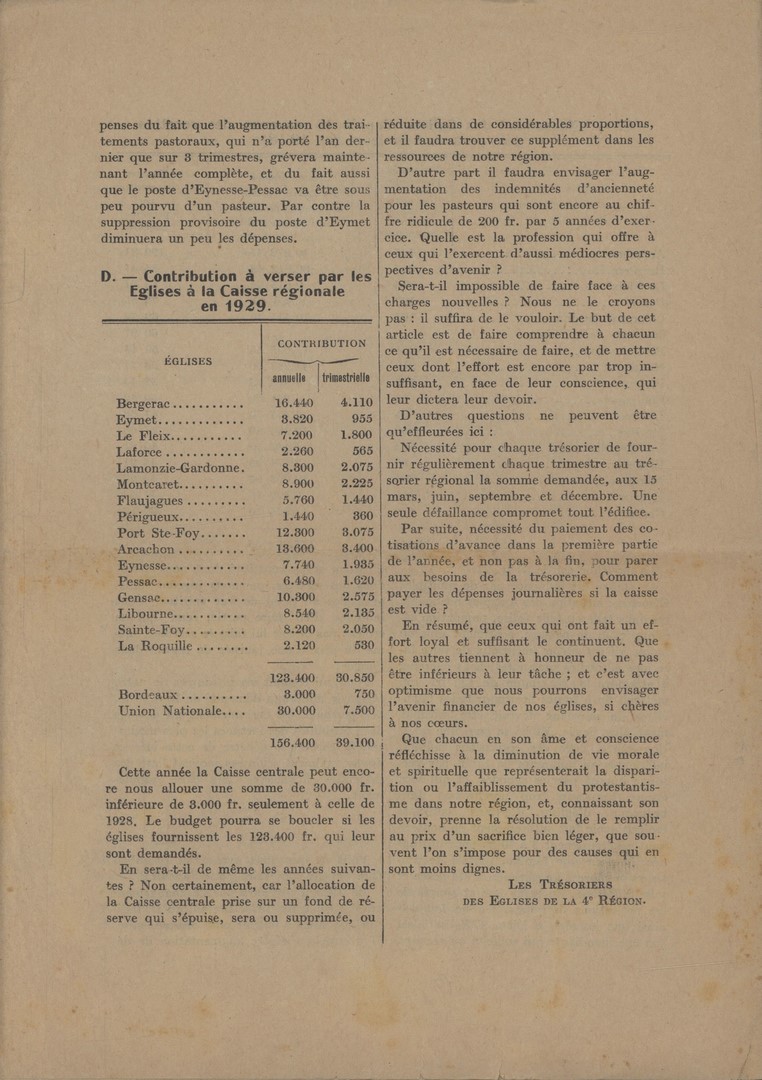 penses du fait que l'augmentation des trai-
tements pastoraux, qui n'a porté l'an der-
nier que sur 3 trimestres, grévera mainte-
nant l'année complète, et du fait aussi
que le poste d'Eynesse-Pessac va être sous
peu pourvu d'un pasteur. Par contre la
suppression provisoire du poste d'Eymet
diminuera un peu les dépenses.
D. — Contribution à verser par les
Eglises à la Caisse régionale
en 1929.
ÉGLISES
CONTRIBUTION
annuelle trimestrielle
Bergerac ........... 16.440 4.110
Eymet............. 3.820 955
Le Fleix........... 7.200 1.800
Laforce ............ 2.260 565
Lamonzie-Gardonne. 8.300 2.075
Montcaret.......... 8.900 2.225
Flaujagues ......... 5.760 1.440
Périgueux.......... 1.440 360
Port Ste-Foy....... 12.300 3.075
Arcachon .......... 13.600 3.400
Eynesse............ 7.740 1.935
Pessac............. 6.480 1.620
Gensac............. 10.300 2.575
Libourne........... 8.540 2.135
Sainte-Foy......... 8.200 2.050
La Roquille ........ 2.120 530
123.400 30.850
Bordeaux .......... 3.000 750
Union Nationale.... 30.000 7.500
156.400 39.100
Cette année la Caisse centrale peut enco-
re nous allouer une somme de 30.000 fr.
inférieure de 3.000 fr. seulement à celle de
1928. Le budget pourra se boucler si les
églises fournissent les 123.400 fr. qui leur
sont demandés.
En sera-t-il de même les années suivan-
tes ? Non certainement, car l'allocation de
la Caisse centrale prise sur un fond de ré-
serve qui s'épuise, sera ou supprimée, ou
réduite dans de considérables proportions,
et il faudra trouver ce supplément dans les
ressources de notre région.
D'autre part il faudra envisager l'aug-
mentation des indemnités d'ancienneté
pour les pasteurs qui sont encore au chif-
fre ridicule de 200 fr. par 5 années d'exer-
cice. Quelle est la profession qui offre à
ceux qui l'exercent d'aussi médiocres pers-
pectives d'avenir ?
Sera-t-il impossible de faire face à ces
charges nouvelles ? Nous ne le croyons
pas : il suffira de le vouloir. Le but de cet
article est de faire comprendre à chacun
ce qu'il est nécessaire de faire, et de mettre
ceux dont l'effort est encore par trop in-
suffisant, en face de leur conscience, qui
leur dictera leur devoir.
D'autres questions ne peuvent être
qu'effleurées ici :
Nécessité pour chaque trésorier de four-
nir régulièrement chaque trimestre au tré-
sorier régional la somme demandée, aux 15
mars, juin, septembre et décembre. Une
seule défaillance compromet tout l'édifice.
Par suite, nécessité du paiement des co-
tisations d'avance dans la première partie
de l'année, et non pas à la fin, pour parer
aux besoins de la trésorerie. Comment
payer les dépenses journalières si la caisse
est vide ?
En résumé, que ceux qui ont fait un ef-
fort loyal et suffisant le continuent. Que
les autres tiennent à honneur de ne pas
être inférieurs à leur tâche ; et c'est avec
optimisme que nous pourrons envisager
l'avenir financier de nos églises, si chères
à nos cœurs.
Que chacun en son âme et conscience
réfléchisse à la diminution de vie morale
et spirituelle que représenterait la dispari-
tion ou l'affaiblissement du protestantis-
me dans notre région, et, connaissant son
devoir, prenne la résolution de le remplir
au prix d'un sacrifice bien léger, que sou-
vent l'on s'impose pour des causes qui en
sont moins dignes.
LES TRÉSORIERS
DES EGLISES DE LA 4e RÉGION.